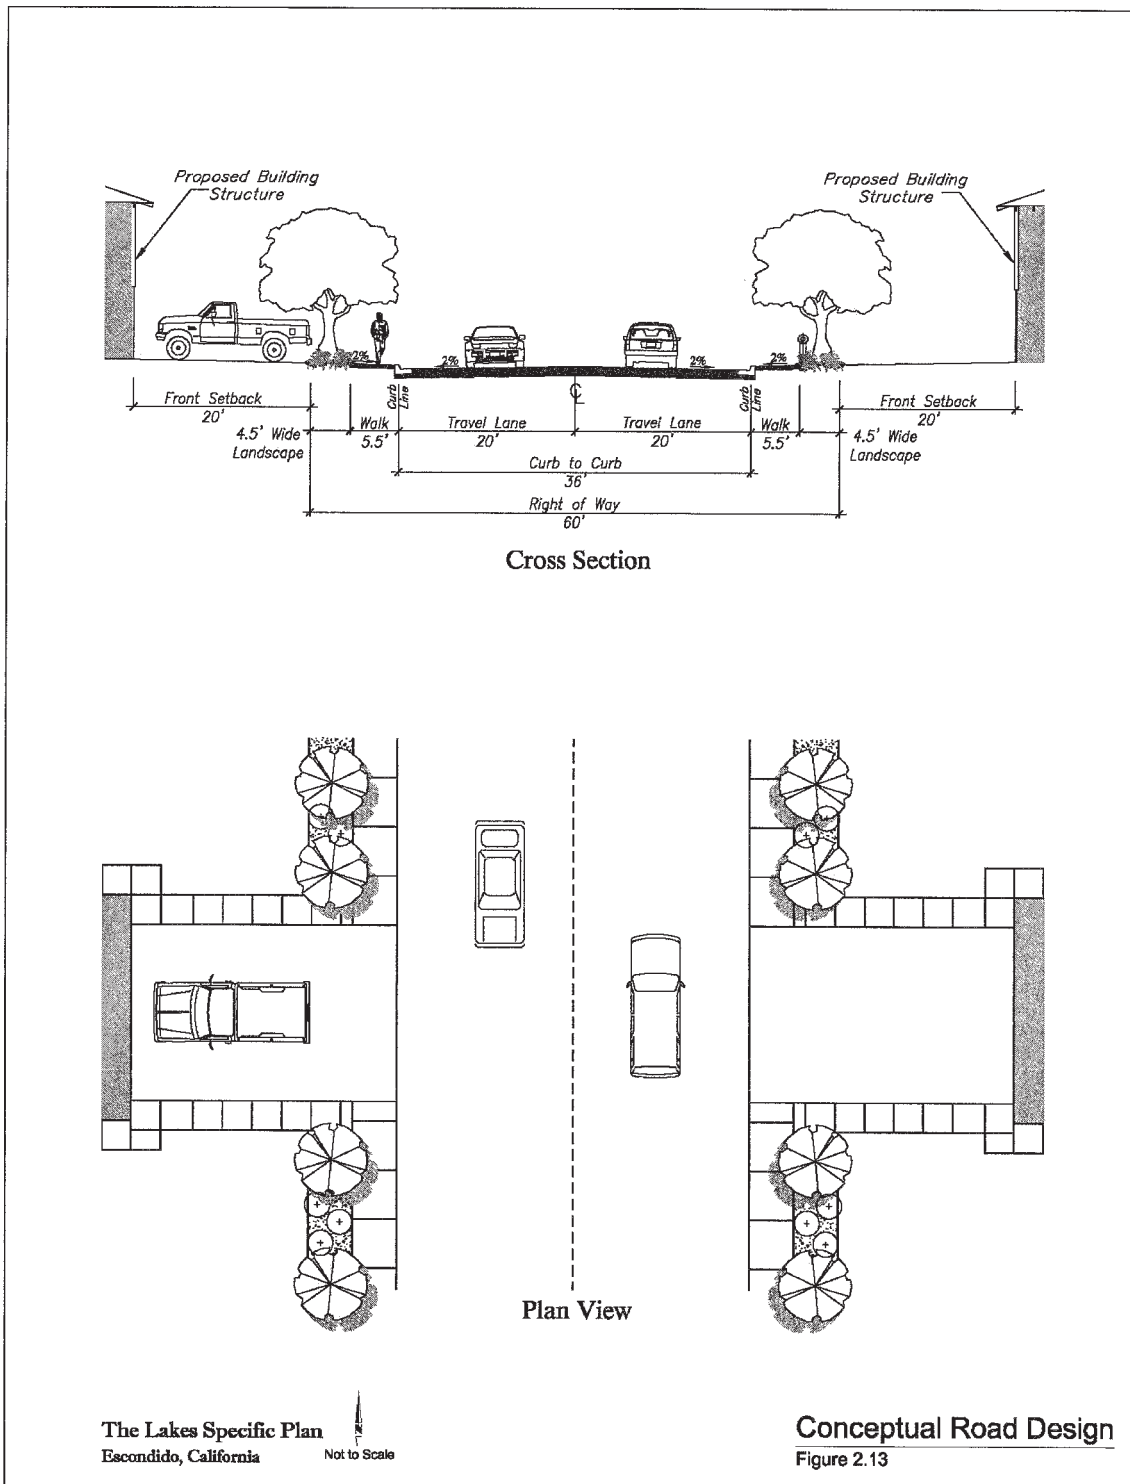 Proposed Building
Structure
Proposed Building
Structure
2%
2%
2%
2%
Front Setback
20'
4.5' Wide
Landscape
Walk
5.5'
Curb
Line
Travel Lane
20'
℄
Travel Lane
20'
Curb
Line
Walk
5.5'
4.5' Wide
Landscape
Front Setback
20'
Curb to Curb
36'
Right of Way
60'
Cross Section
Plan View
The Lakes Specific Plan
Escondido, California
Not to Scale
Conceptual Road Design
Figure 2.13